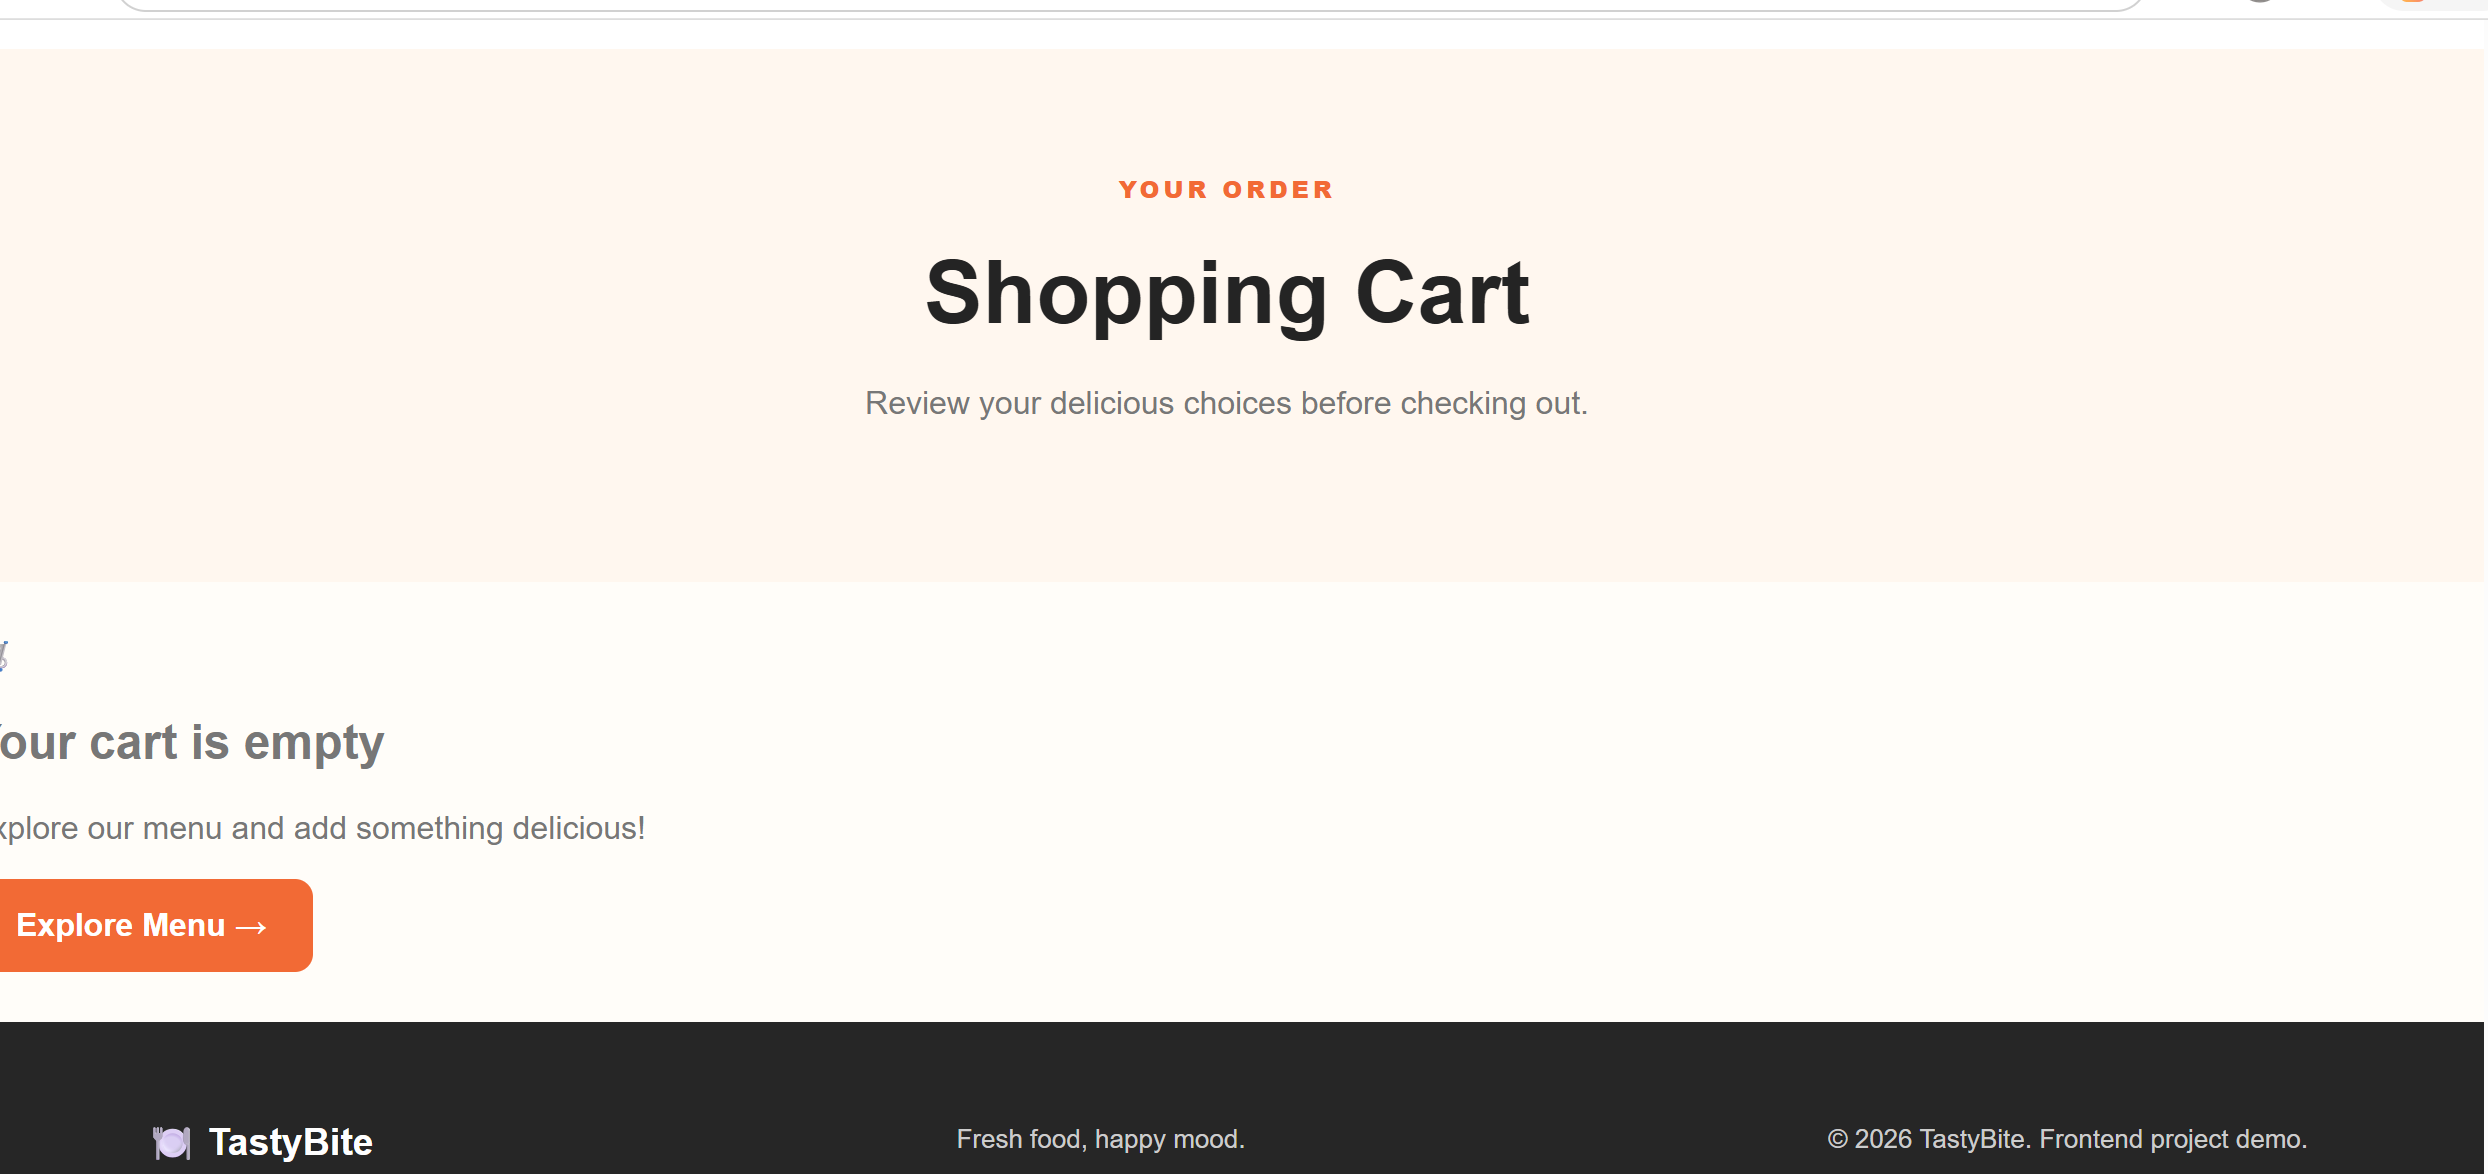 YOUR ORDER
Shopping Cart
Review your delicious choices before checking out.
our cart is empty
xplore our menu and add something delicious!
Explore Menu →
TastyBite
Fresh food, happy mood.
© 2026 TastyBite. Frontend project demo.